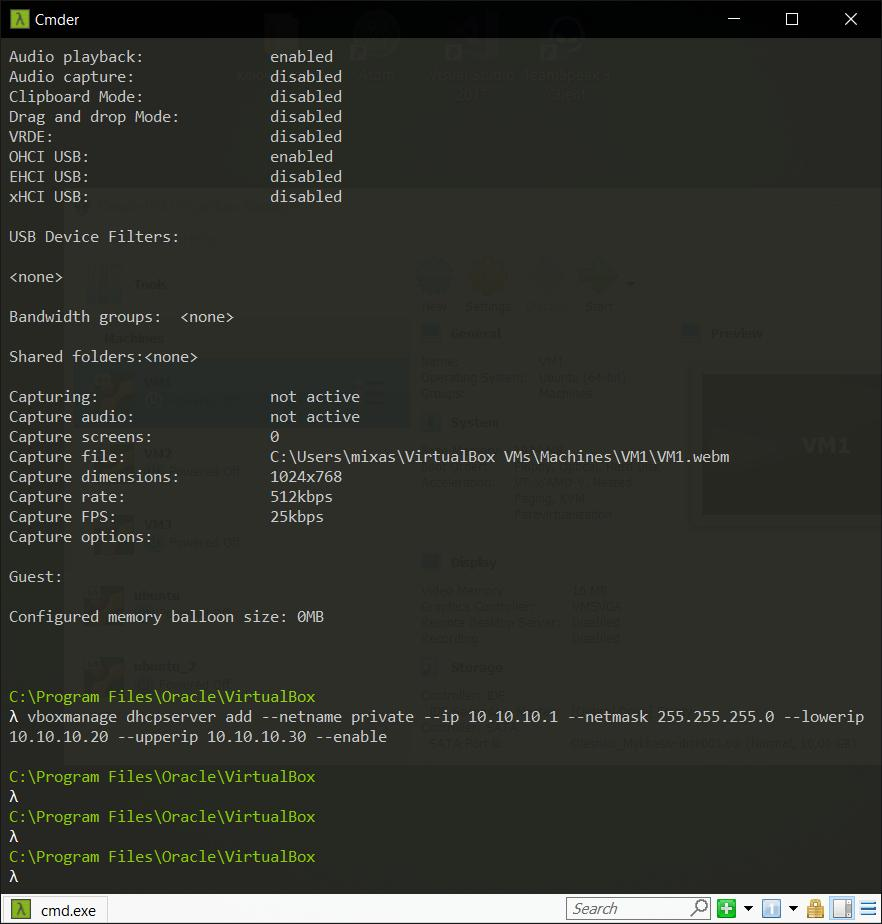 Cmder
Audio playback: enabled
Audio capture: disabled
Clipboard Mode: disabled
Drag and drop Mode: disabled
VRDE: disabled
OHCI USB: enabled
EHCI USB: disabled
xHCI USB: disabled
USB Device Filters:
<none>
Bandwidth groups:  <none>
Shared folders:<none>
Capturing: not active
Capture audio: not active
Capture screens: 0
Capture file: C:\Users\mixas\VirtualBox VMs\Machines\VM1\VM1.webm
Capture dimensions: 1024x768
Capture rate: 512kbps
Capture FPS: 25kbps
Capture options:
Guest:
Configured memory balloon size: 0MB
C:\Program Files\Oracle\VirtualBox
λ vboxmanage dhcpserver add --netname private --ip 10.10.10.1 --netmask 255.255.255.0 --lowerip
10.10.10.20 --upperip 10.10.10.30 --enable
C:\Program Files\Oracle\VirtualBox
λ
C:\Program Files\Oracle\VirtualBox
λ
C:\Program Files\Oracle\VirtualBox
λ
cmd.exe
Search